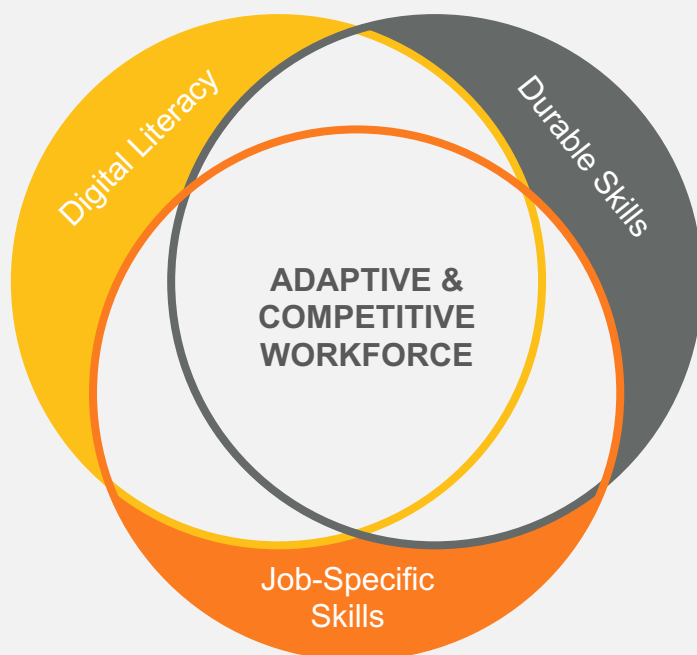 Digital Literacy
Durable Skills
ADAPTIVE &
COMPETITIVE
WORKFORCE
Job-Specific
Skills